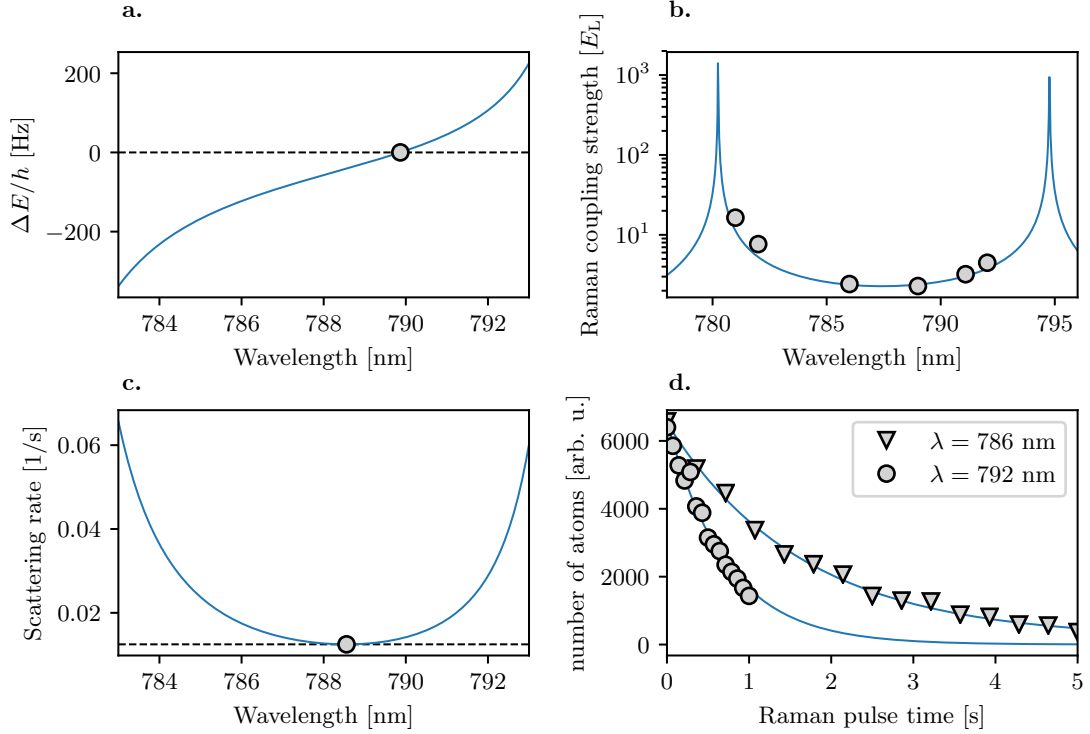 a.
ΔE/h [Hz]
200
0
−200
784
786
788
790
792
Wavelength [nm]
b.
Raman coupling strength [E_L]
10³
10²
10¹
780
785
790
795
Wavelength [nm]
c.
Scattering rate [1/s]
0.06
0.04
0.02
784
786
788
790
792
Wavelength [nm]
d.
number of atoms [arb. u.]
6000
4000
2000
0
λ = 786 nm
λ = 792 nm
0
1
2
3
4
5
Raman pulse time [s]